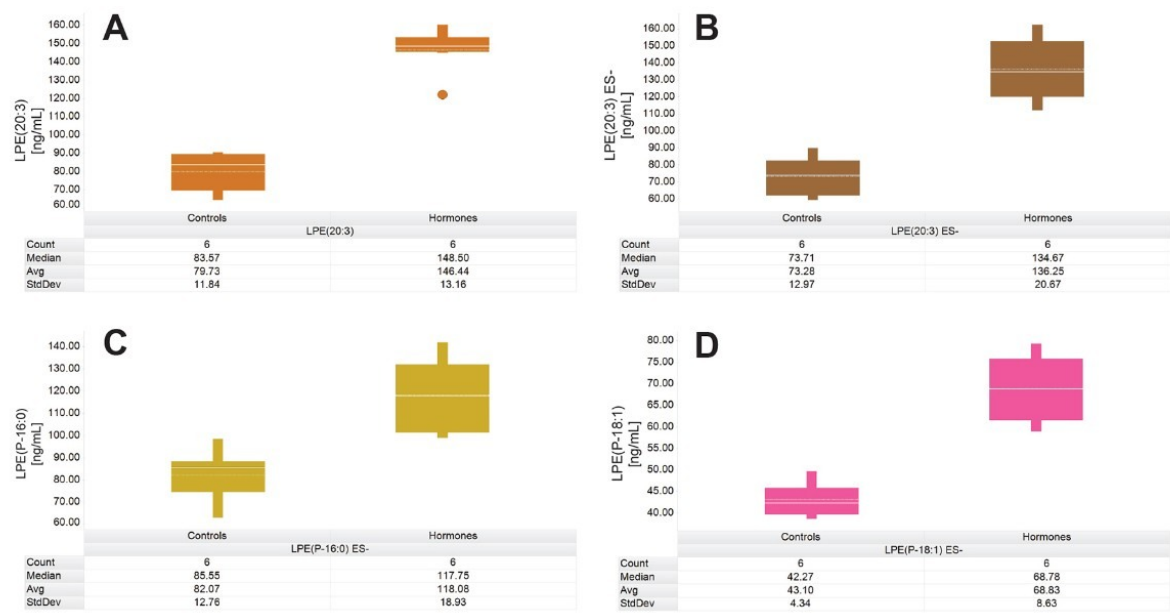 A
LPE(20:3)
[ng/mL]
160.00
150.00
140.00
130.00
120.00
110.00
100.00
90.00
80.00
70.00
60.00
Controls Hormones
LPE(20:3)
Count 6 6
Median 83.57 148.50
Avg 79.73 146.44
StdDev 11.84 13.16
B
LPE(20:3) ES-
[ng/mL]
160.00
150.00
140.00
130.00
120.00
110.00
100.00
90.00
80.00
70.00
60.00
Controls Hormones
LPE(20:3) ES-
Count 6 6
Median 73.71 134.67
Avg 73.28 136.25
StdDev 12.97 20.67
C
LPE(P-16:0)
[ng/mL]
140.00
130.00
120.00
110.00
100.00
90.00
80.00
70.00
60.00
Controls Hormones
LPE(P-16:0) ES-
Count 6 6
Median 85.55 117.75
Avg 82.07 118.08
StdDev 12.76 18.93
D
LPE(P-18:1)
[ng/mL]
80.00
75.00
70.00
65.00
60.00
55.00
50.00
45.00
40.00
Controls Hormones
LPE(P-18:1) ES-
Count 6 6
Median 42.27 68.78
Avg 43.10 68.83
StdDev 4.34 8.63